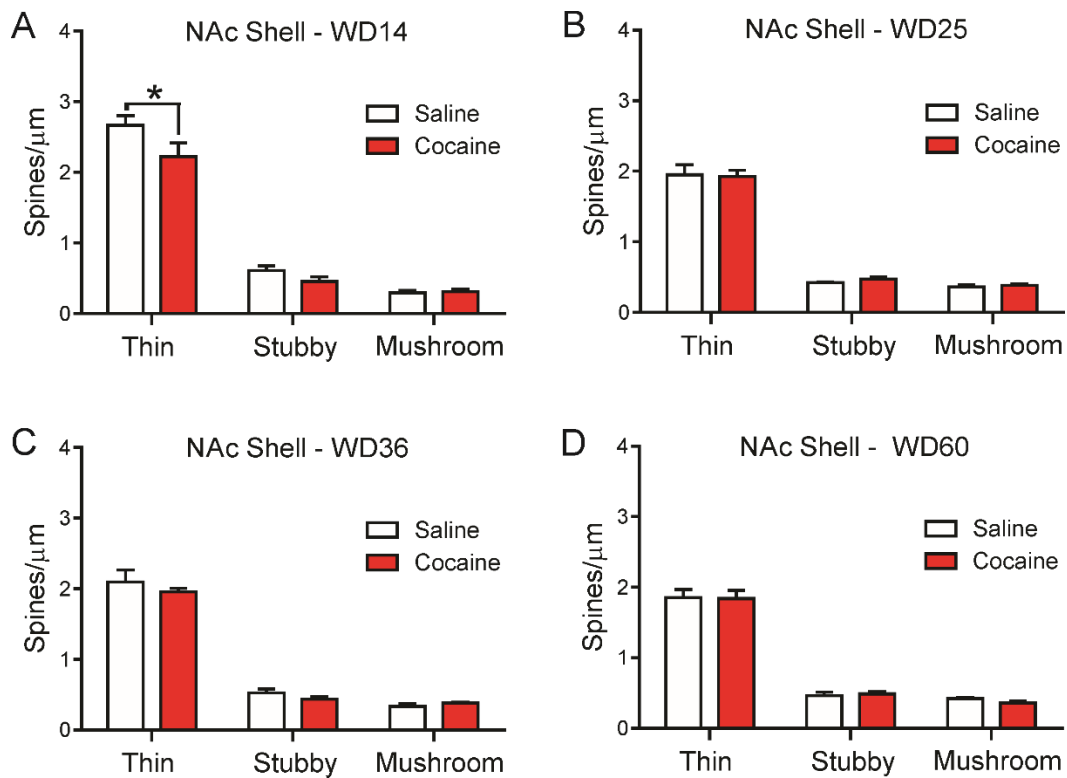 A
NAc Shell - WD14
4
3
2
1
0
Spines/μm
*
Saline
Cocaine
Thin Stubby Mushroom
B
NAc Shell - WD25
4
3
2
1
0
Spines/μm
Saline
Cocaine
Thin Stubby Mushroom
C
NAc Shell - WD36
4
3
2
1
0
Spines/μm
Saline
Cocaine
Thin Stubby Mushroom
D
NAc Shell - WD60
4
3
2
1
0
Spines/μm
Saline
Cocaine
Thin Stubby Mushroom